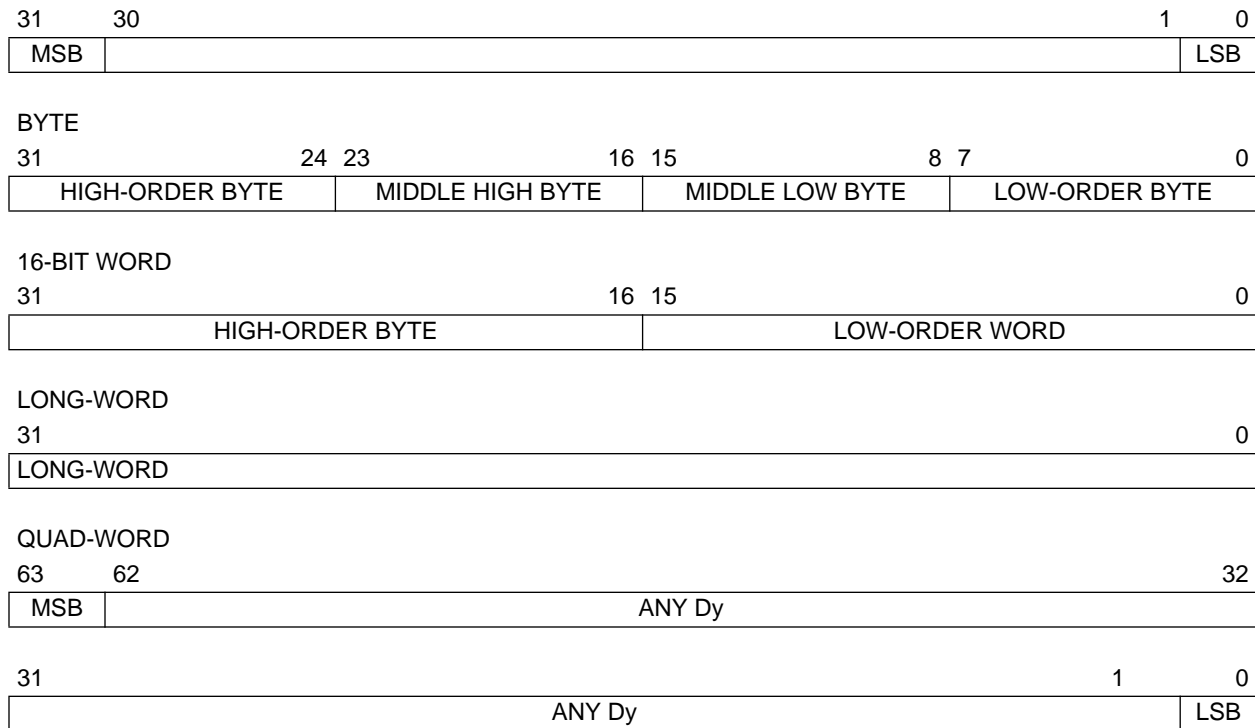 31 30 1 0
MSB LSB
BYTE
31 24 23 16 15 8 7 0
HIGH-ORDER BYTE MIDDLE HIGH BYTE MIDDLE LOW BYTE LOW-ORDER BYTE
16-BIT WORD
31 16 15 0
HIGH-ORDER BYTE LOW-ORDER WORD
LONG-WORD
31 0
LONG-WORD
QUAD-WORD
63 62 32
MSB ANY Dy
31 1 0
ANY Dy LSB